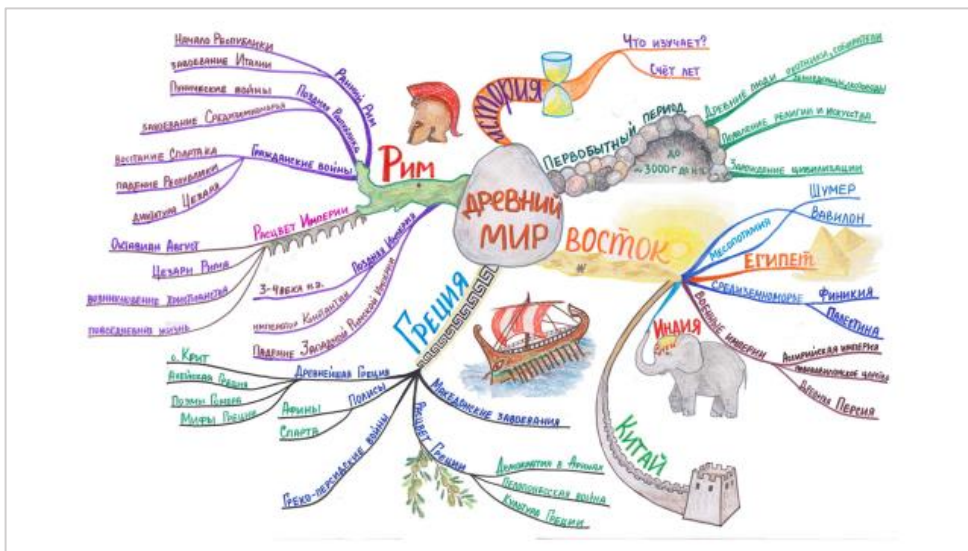 ДРЕВНИЙ
МИР
ИСТОРИЯ
ЧТО ИЗУЧАЕТ?
СЧЁТ ЛЕТ
ПЕРВОБЫТНЫЙ ПЕРИОД
ДО
3000 Г ДО Н.Э.
ДРЕВНИЕ ЛЮДИ
ОХОТНИКИ, СОБИРАТЕЛИ
ПОЯВЛЕНИЕ РЕЛИГИИ И ИСКУССТВА
ЗАРОЖДЕНИЕ ЦИВИЛИЗАЦИИ
ВОСТОК
МЕСОПОТАМИЯ
ШУМЕР
ВАВИЛОН
ЕГИПЕТ
СРЕДИЗЕМНОМОРЬЕ
ФИНИКИЯ
ПАЛЕСТИНА
ВОЕННЫЕ ИМПЕРИИ
АССИРИЙСКАЯ ИМПЕРИЯ
ДРЕВНЯЯ ПЕРСИЯ
ИНДИЯ
КИТАЙ
ГРЕЦИЯ
МАКЕДОНСКИЕ ЗАВОЕВАНИЯ
РАСЦВЕТ ГРЕЦИИ
ДЕМОКРАТИЯ В АФИНАХ
ПЕЛОПОНЕССКАЯ ВОЙНА
КУЛЬТУРА ГРЕЦИИ
ГРЕКО-ПЕРСИДСКИЕ ВОЙНЫ
ПОЛИСЫ
АФИНЫ
СПАРТА
ДРЕВНЕЙШАЯ ГРЕЦИЯ
О. КРИТ
АХЕЙСКАЯ ГРЕЦИЯ
ПОЭМЫ ГОМЕРА
МИФЫ ГРЕЦИИ
РИМ
РАННИЙ РИМ
НАЧАЛО РЕСПУБЛИКИ
ЗАВОЕВАНИЕ ИТАЛИИ
ПОЗДНЯЯ РЕСПУБЛИКА
ПУНИЧЕСКИЕ ВОЙНЫ
ЗАВОЕВАНИЕ СРЕДИЗЕМНОМОРЬЯ
ГРАЖДАНСКИЕ ВОЙНЫ
ВОССТАНИЕ СПАРТАКА
ПАДЕНИЕ РЕСПУБЛИКИ
ДИКТАТУРА ЦЕЗАРЯ
РАСЦВЕТ ИМПЕРИИ
ОКТАВИАН АВГУСТ
ЦЕЗАРИ РИМА
ВОЗНИКНОВЕНИЕ ХРИСТИАНСТВА
ПОВСЕДНЕВНАЯ ЖИЗНЬ
ПОЗДНЯЯ ИМПЕРИЯ
ИМПЕРАТОР КОНСТАНТИН
ПАДЕНИЕ ЗАПАДНОЙ РИМСКОЙ ИМПЕРИИ